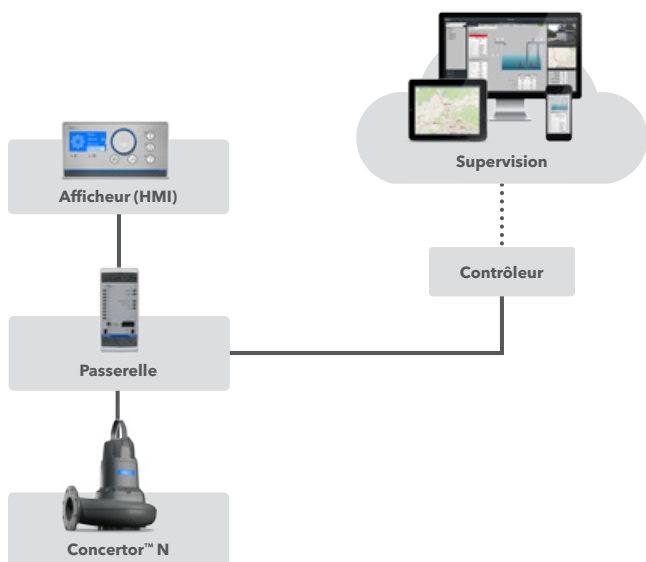 Supervision
Afficheur (HMI)
Contrôleur
Passerelle
Concertor™ N